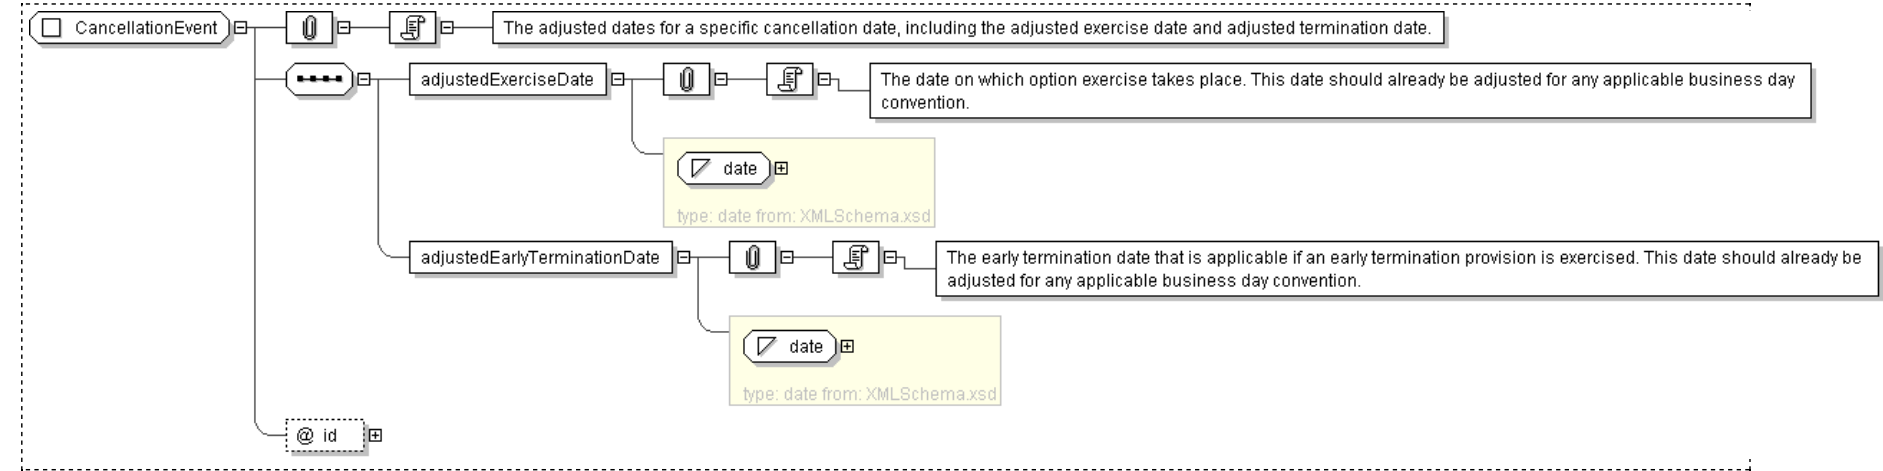 CancellationEvent
The adjusted dates for a specific cancellation date, including the adjusted exercise date and adjusted termination date.
adjustedExerciseDate
The date on which option exercise takes place. This date should already be adjusted for any applicable business day
convention.
date
type: date from: XMLSchema.xsd
adjustedEarlyTerminationDate
The early termination date that is applicable if an early termination provision is exercised. This date should already be
adjusted for any applicable business day convention.
date
type: date from: XMLSchema.xsd
@ id